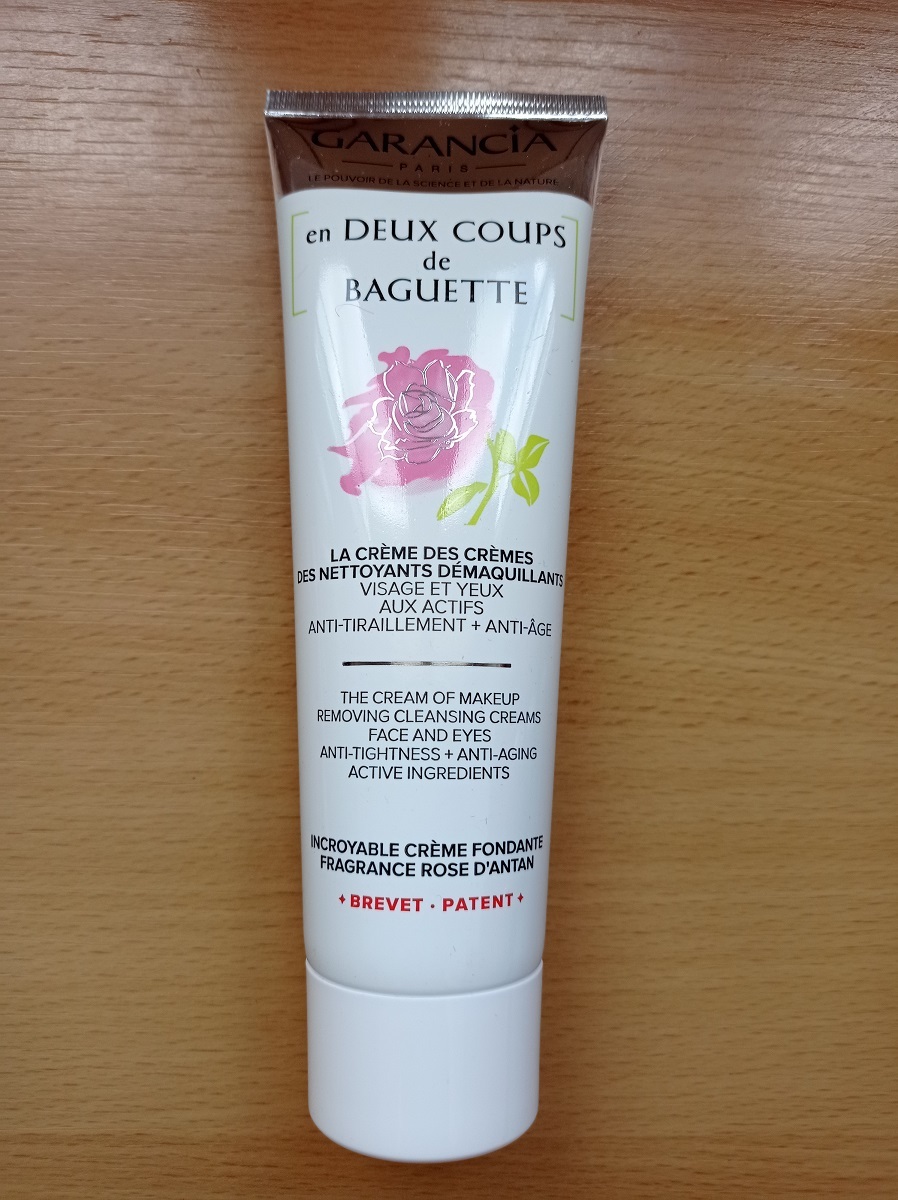 GARANCiA
PARIS
LE POUVOIR DE LA SCIENCE ET DE LA NATURE
en DEUX COUPS
de
BAGUETTE
LA CRÈME DES CRÈMES
DES NETTOYANTS DÉMAQUILLANTS
VISAGE ET YEUX
AUX ACTIFS
ANTI-TIRAILLEMENT + ANTI-ÂGE
THE CREAM OF MAKEUP
REMOVING CLEANSING CREAMS
FACE AND EYES
ANTI-TIGHTNESS + ANTI-AGING
ACTIVE INGREDIENTS
INCROYABLE CRÈME FONDANTE
FRAGRANCE ROSE D'ANTAN
BREVET · PATENT